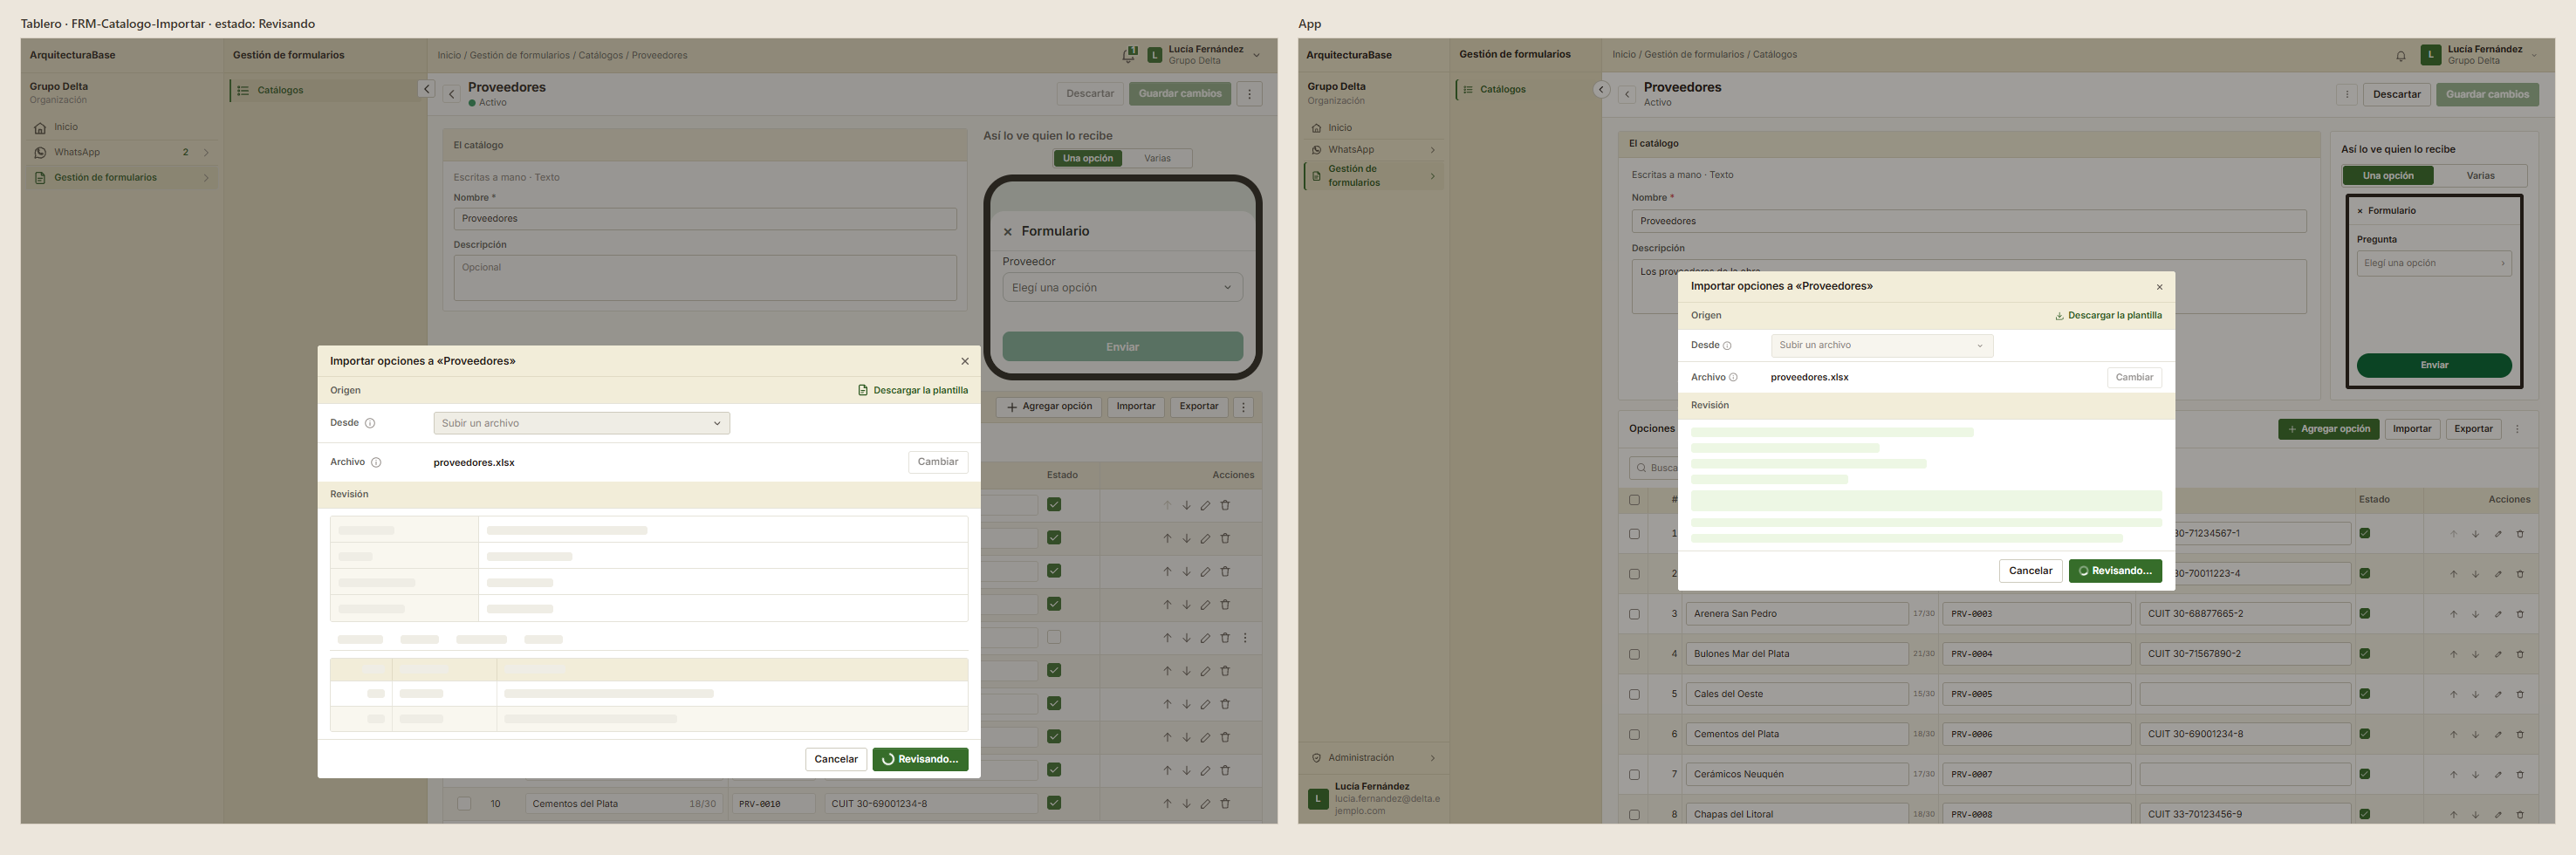 Tablero · FRM-Catalogo-Importar · estado: Revisando
ArquitecturaBase
Gestión de formularios
Inicio / Gestión de formularios / Catálogos / Proveedores
1
L
Lucía Fernández
Grupo Delta
Grupo Delta
Organización
Catálogos
Inicio
WhatsApp 2
Gestión de formularios
Proveedores
Activo
Descartar
Guardar cambios
El catálogo
Escritas a mano · Texto
Nombre *
Proveedores
Descripción
Opcional
Así lo ve quien lo recibe
Una opción
Varias
Formulario
Proveedor
Elegí una opción
Enviar
Importar opciones a «Proveedores»
Origen
Descargar la plantilla
Desde
Subir un archivo
Archivo
proveedores.xlsx
Cambiar
Revisión
Cancelar
Revisando...
Agregar opción
Importar
Exportar
Estado
Acciones
10
Cementos del Plata
18/30
PRV-0010
CUIT 30-69001234-8
App
ArquitecturaBase
Gestión de formularios
Inicio / Gestión de formularios / Catálogos
L
Lucía Fernández
Grupo Delta
Grupo Delta
Organización
Catálogos
Inicio
WhatsApp
Gestión de
formularios
Proveedores
Activo
Descartar
Guardar cambios
El catálogo
Escritas a mano · Texto
Nombre *
Proveedores
Descripción
Así lo ve quien lo recibe
Una opción
Varias
Formulario
Pregunta
Elegí una opción
Enviar
Importar opciones a «Proveedores»
Origen
Descargar la plantilla
Desde
Subir un archivo
Archivo
proveedores.xlsx
Cambiar
Revisión
Cancelar
Revisando...
Opciones
Agregar opción
Importar
Exportar
Busca
#
Estado
Acciones
1
30-71234567-1
2
30-70011223-4
3 Arenera San Pedro 17/30 PRV-0003 CUIT 30-68877665-2
4 Bulones Mar del Plata 21/30 PRV-0004 CUIT 30-71567890-2
5 Cales del Oeste 15/30 PRV-0005
6 Cementos del Plata 18/30 PRV-0006 CUIT 30-69001234-8
7 Cerámicos Neuquén 17/30 PRV-0007
8 Chapas del Litoral 18/30 PRV-0008 CUIT 33-70123456-9
Administración
L
Lucía Fernández
lucia.fernandez@delta.e
jemplo.com